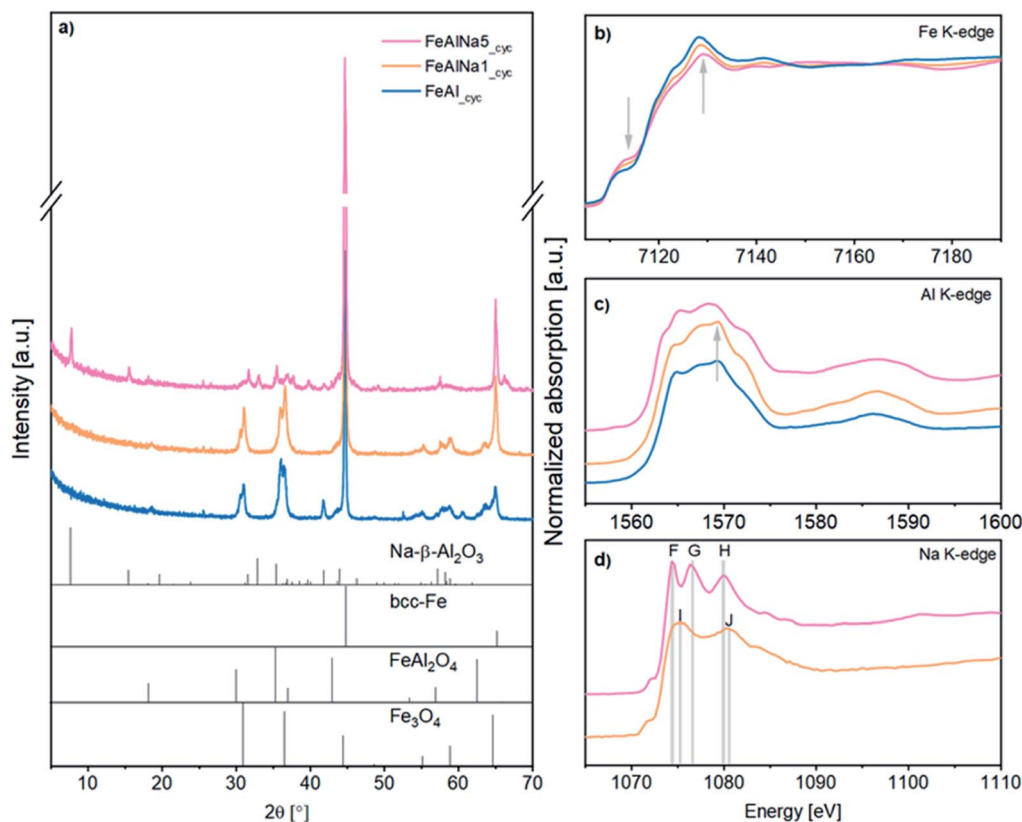 a)
FeAlNa5_cyc
FeAlNa1_cyc
FeAl_cyc
Intensity [a.u.]
Na-β-Al₂O₃
bcc-Fe
FeAl₂O₄
Fe₃O₄
10 20 30 40 50 60 70
2θ [°]
Normalized absorption [a.u.]
b) Fe K-edge
7120 7140 7160 7180
c) Al K-edge
1560 1570 1580 1590 1600
d) Na K-edge
F G H
I J
1070 1080 1090 1100 1110
Energy [eV]